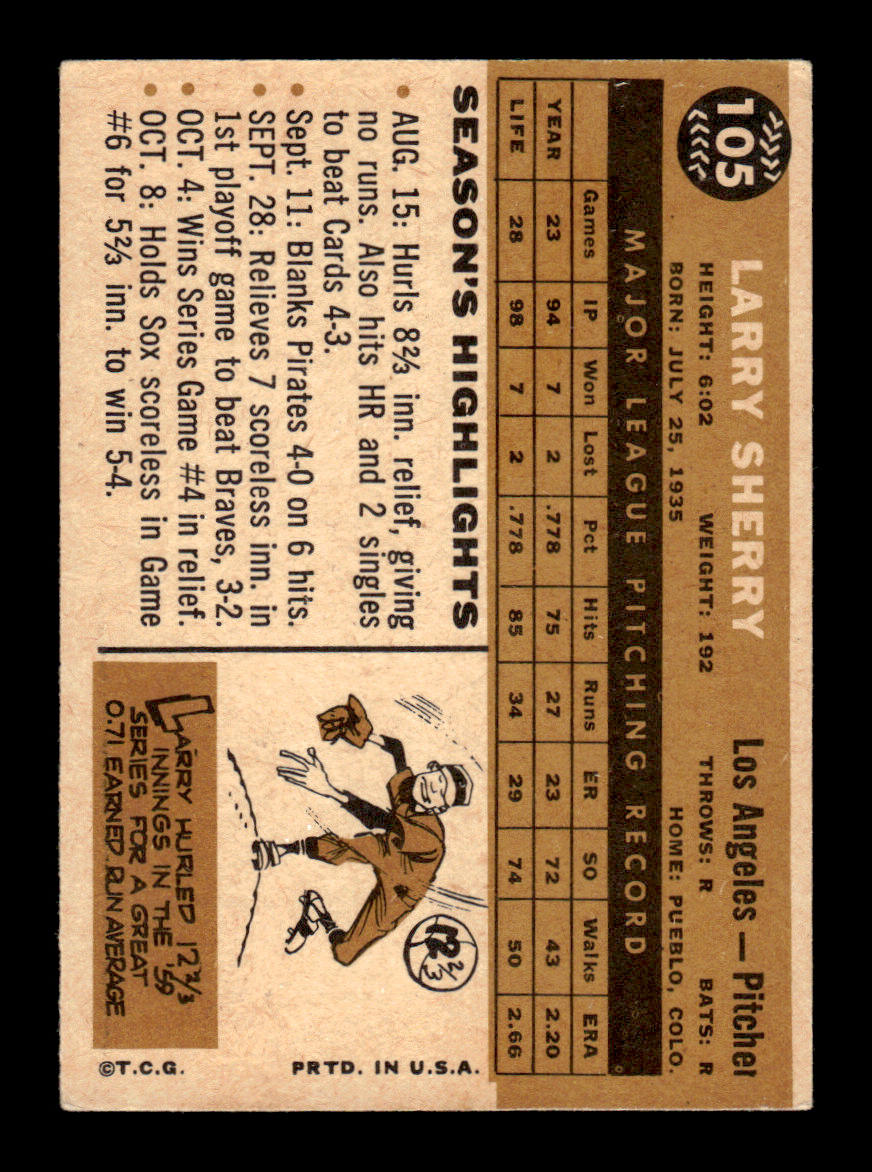 105
LARRY SHERRY
Los Angeles — Pitcher
HEIGHT: 6:02 WEIGHT: 192 THROWS: R BATS: R
BORN: JULY 25, 1935 HOME: PUEBLO, COLO.
MAJOR LEAGUE PITCHING RECORD
Games IP Won Lost Pct Hits Runs ER SO Walks ERA
YEAR 23 94 7 2 .778 75 27 23 72 43 2.20
LIFE 28 98 7 2 .778 85 34 29 74 50 2.66
SEASON'S HIGHLIGHTS
• AUG. 15: Hurls 8⅔ inn. relief, giving
no runs. Also hits HR and 2 singles
to beat Cards 4-3.
• Sept. 11: Blanks Pirates 4-0 on 6 hits.
• SEPT. 28: Relieves 7 scoreless inn. in
1st playoff game to beat Braves, 3-2.
• OCT. 4: Wins Series Game #4 in relief.
• OCT. 8: Holds Sox scoreless in Game
#6 for 5⅔ inn. to win 5-4.
12 2/3
LARRY HURLED 12 2/3
INNINGS IN THE '59
SERIES FOR A GREAT
0.71 EARNED RUN AVERAGE
©T.C.G. PRTD. IN U.S.A.